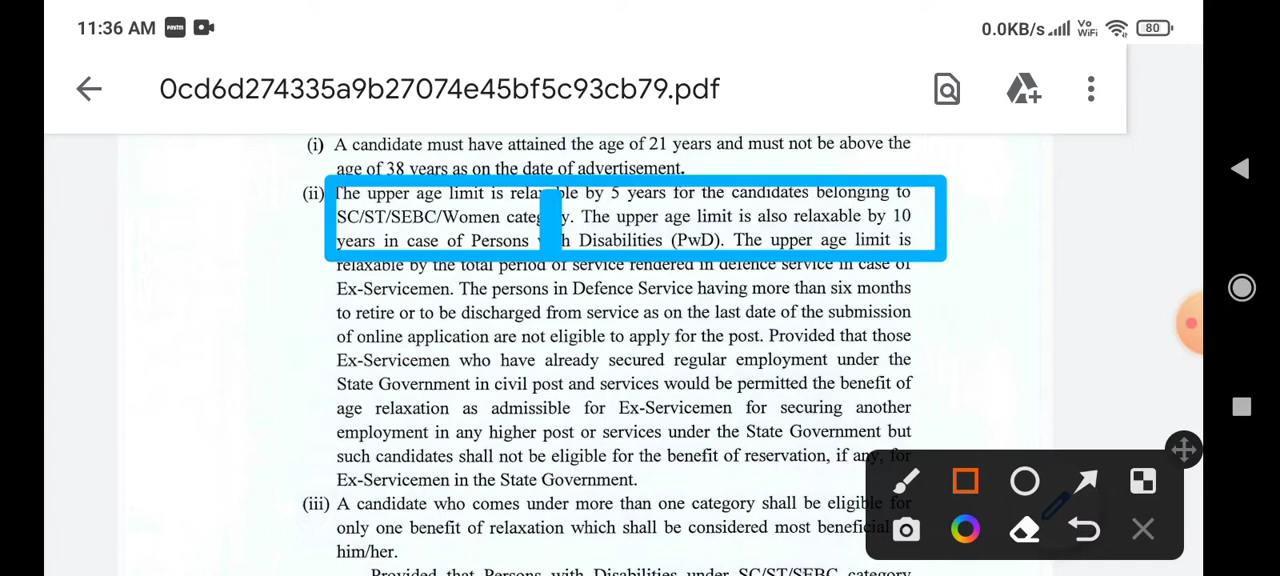 11:36 AM paytm 0.0KB/s Vo WiFi 80
0cd6d274335a9b27074e45bf5c93cb79.pdf
(i) A candidate must have attained the age of 21 years and must not be above the
age of 38 years as on the date of advertisement.
(ii) The upper age limit is by 5 years for the candidates belonging to
SC/ST/SEBC/Women The upper age limit is also relaxable by 10
years in case of Persons Disabilities (PwD). The upper age limit is
relaxable by the total period of service rendered in defence service in case of
Ex-Servicemen. The persons in Defence Service having more than six months
to retire or to be discharged from service as on the last date of the submission
of online application are not eligible to apply for the post. Provided that those
Ex-Servicemen who have already secured regular employment under the
State Government in civil post and services would be permitted the benefit of
age relaxation as admissible for Ex-Servicemen for securing another
employment in any higher post or services under the State Government but
such candidates shall not be eligible for the benefit of reservation, if any, for
Ex-Servicemen in the State Government.
(iii) A candidate who comes under more than one category shall be eligible for
only one benefit of relaxation which shall be considered most beneficial
him/her.
Provided that Persons with Disabilities under SC/ST/SEBC category